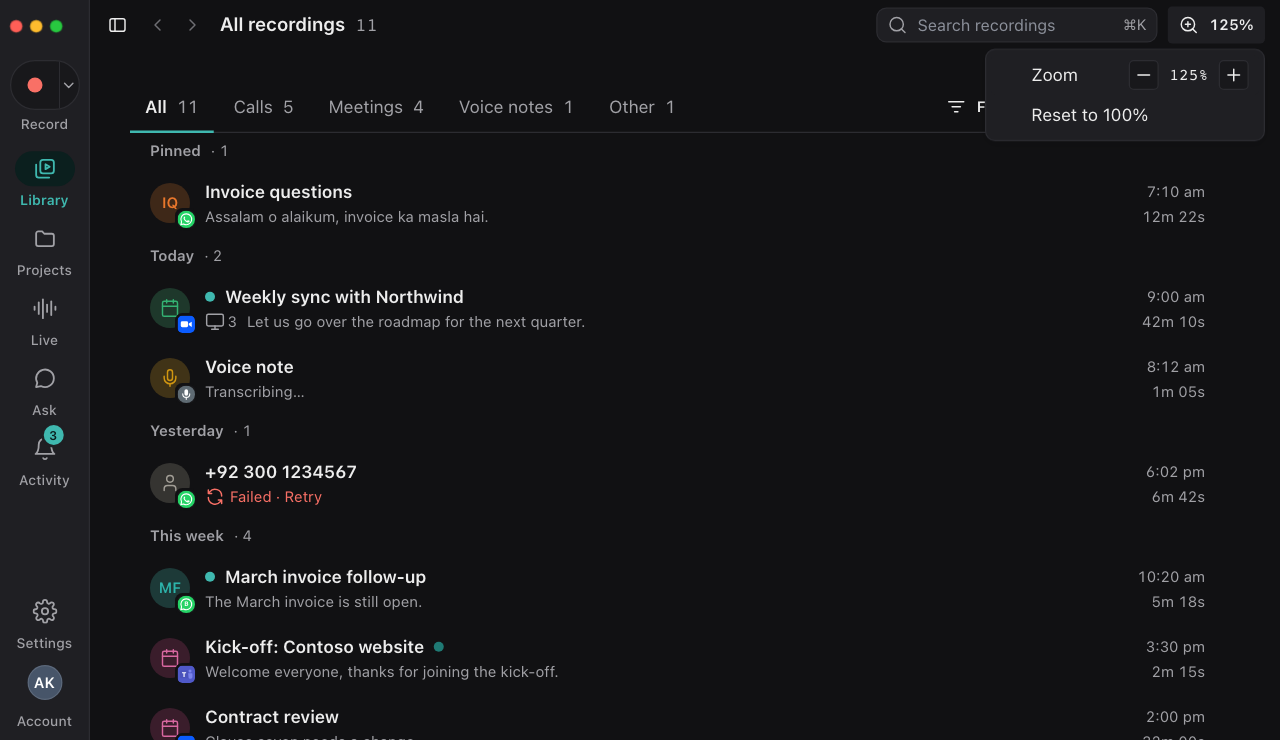 All recordings 11
Search recordings ⌘K
125%
Zoom 125%
Reset to 100%
Record
Library
Projects
Live
Ask
3
Activity
Settings
AK
Account
All 11 Calls 5 Meetings 4 Voice notes 1 Other 1
Pinned · 1
IQ
Invoice questions 7:10 am
Assalam o alaikum, invoice ka masla hai. 12m 22s
Today · 2
Weekly sync with Northwind 9:00 am
3 Let us go over the roadmap for the next quarter. 42m 10s
Voice note 8:12 am
Transcribing... 1m 05s
Yesterday · 1
+92 300 1234567 6:02 pm
Failed · Retry 6m 42s
This week · 4
MF
March invoice follow-up 10:20 am
The March invoice is still open. 5m 18s
Kick-off: Contoso website 3:30 pm
Welcome everyone, thanks for joining the kick-off. 2m 15s
Contract review 2:00 pm